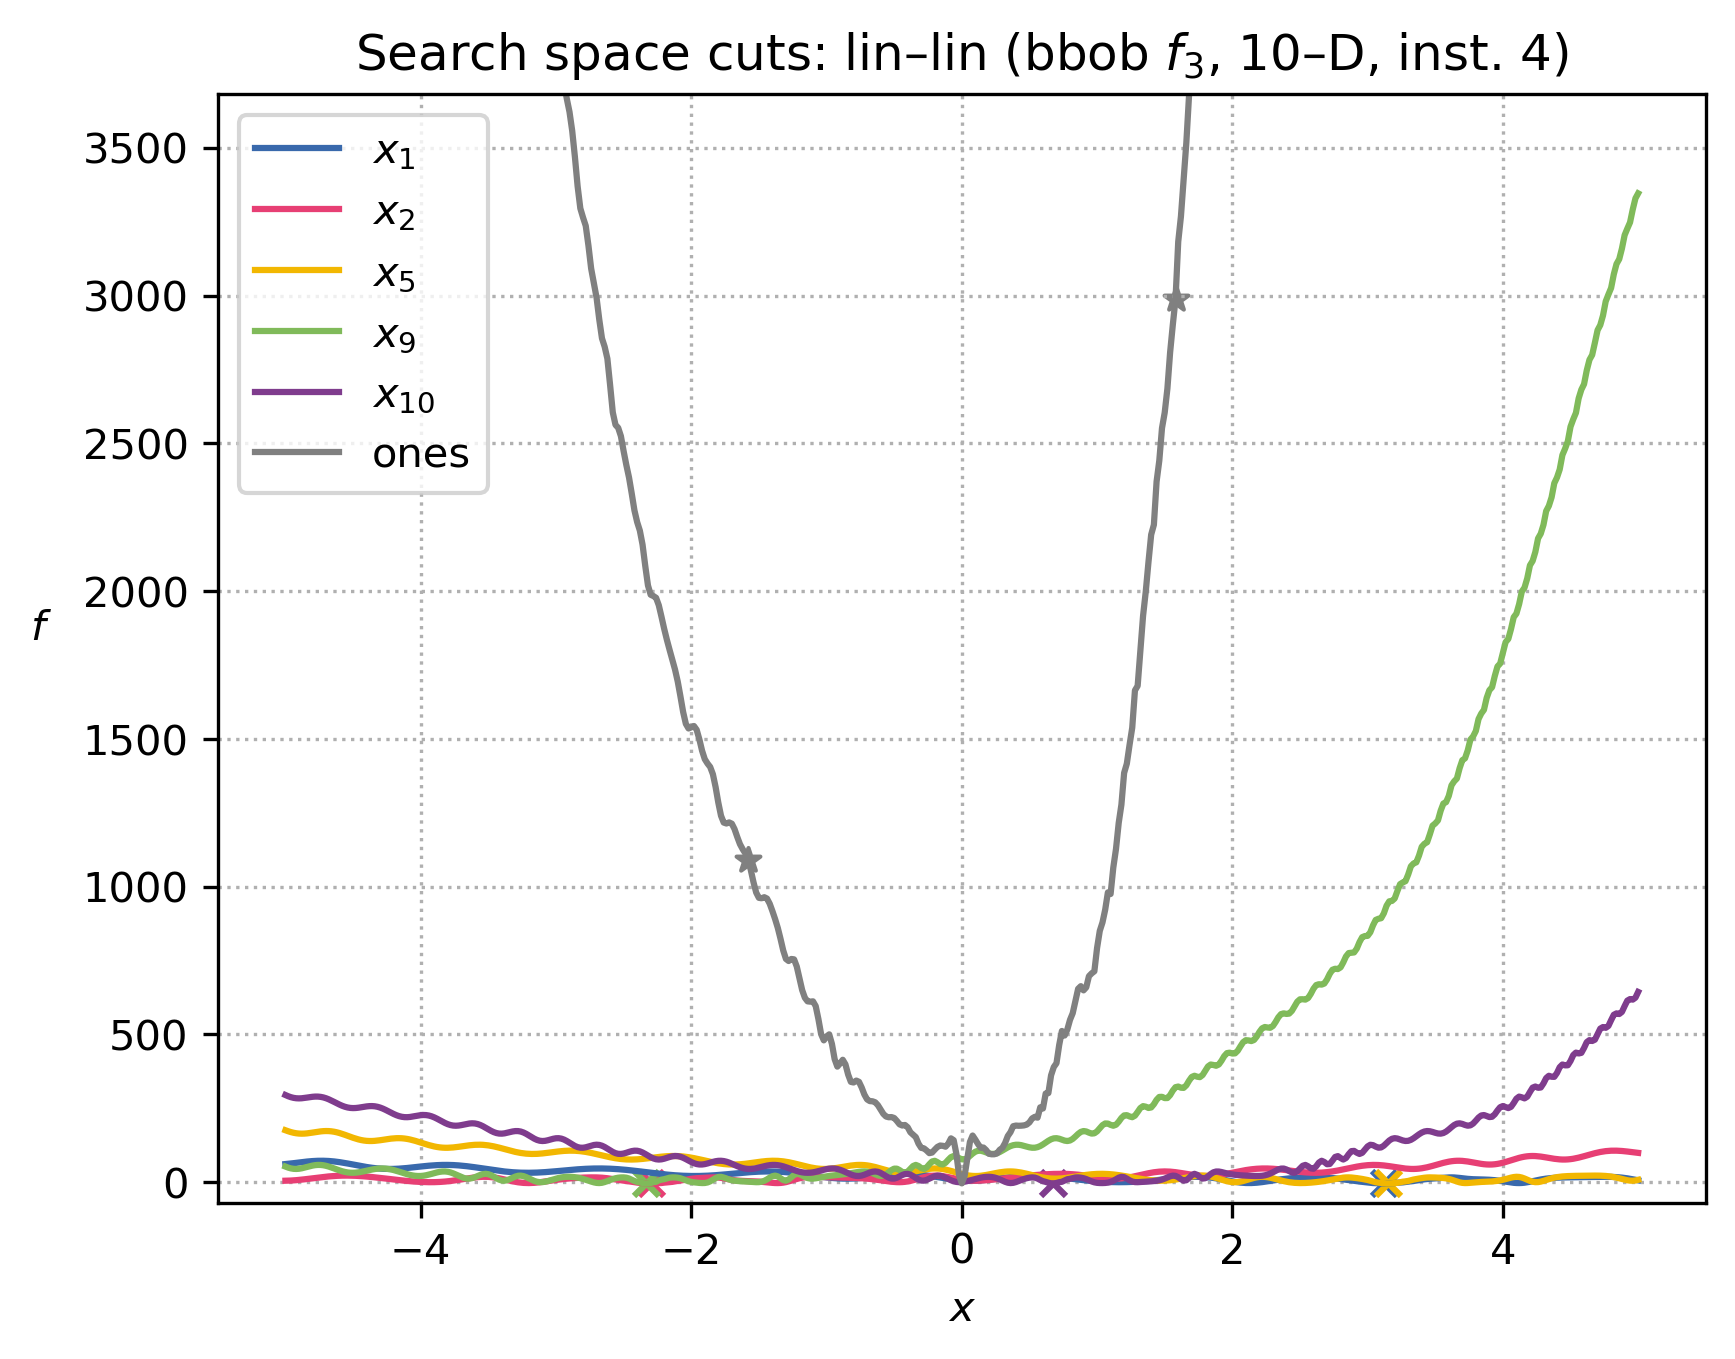 Search space cuts: lin–lin (bbob f₃, 10–D, inst. 4)
x₁
x₂
x₅
x₉
x₁₀
ones
3500
3000
2500
2000
1500
1000
500
0
f
−4 −2 0 2 4
x